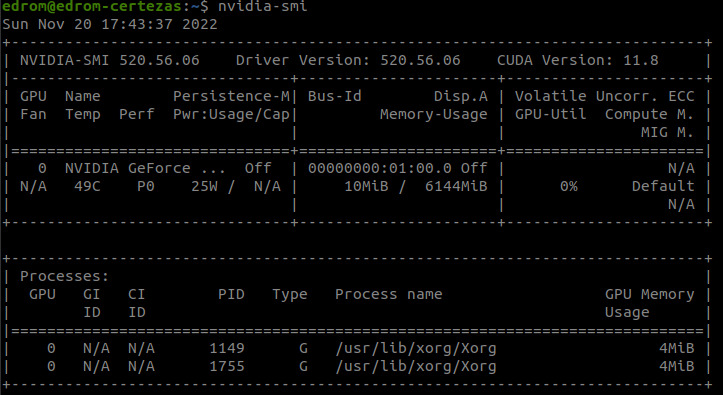 edrom@edrom-certezas:~$ nvidia-smi
Sun Nov 20 17:43:37 2022
+-----------------------------------------------------------------------------+
| NVIDIA-SMI 520.56.06    Driver Version: 520.56.06    CUDA Version: 11.8     |
|-------------------------------+----------------------+----------------------+
| GPU  Name        Persistence-M| Bus-Id        Disp.A | Volatile Uncorr. ECC |
| Fan  Temp  Perf  Pwr:Usage/Cap|         Memory-Usage | GPU-Util  Compute M. |
|                               |                      |               MIG M. |
|===============================+======================+======================|
|   0  NVIDIA GeForce ...  Off  | 00000000:01:00.0 Off |                  N/A |
| N/A   49C    P0    25W /  N/A |     10MiB /  6144MiB |      0%      Default |
|                               |                      |                  N/A |
+-------------------------------+----------------------+----------------------+

+-----------------------------------------------------------------------------+
| Processes:                                                                  |
|  GPU   GI   CI        PID   Type   Process name                  GPU Memory |
|        ID   ID                                                   Usage      |
|=============================================================================|
|    0   N/A  N/A      1149      G   /usr/lib/xorg/Xorg                  4MiB |
|    0   N/A  N/A      1755      G   /usr/lib/xorg/Xorg                  4MiB |
+-----------------------------------------------------------------------------+